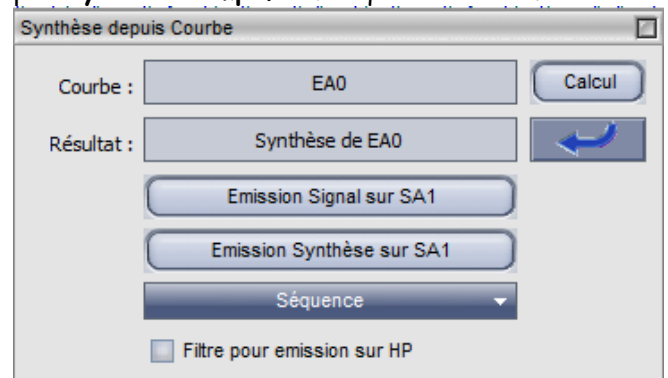 Synthèse depuis Courbe
Courbe : EA0 Calcul
Résultat : Synthèse de EA0
Emission Signal sur SA1
Emission Synthèse sur SA1
Séquence
Filtre pour emission sur HP